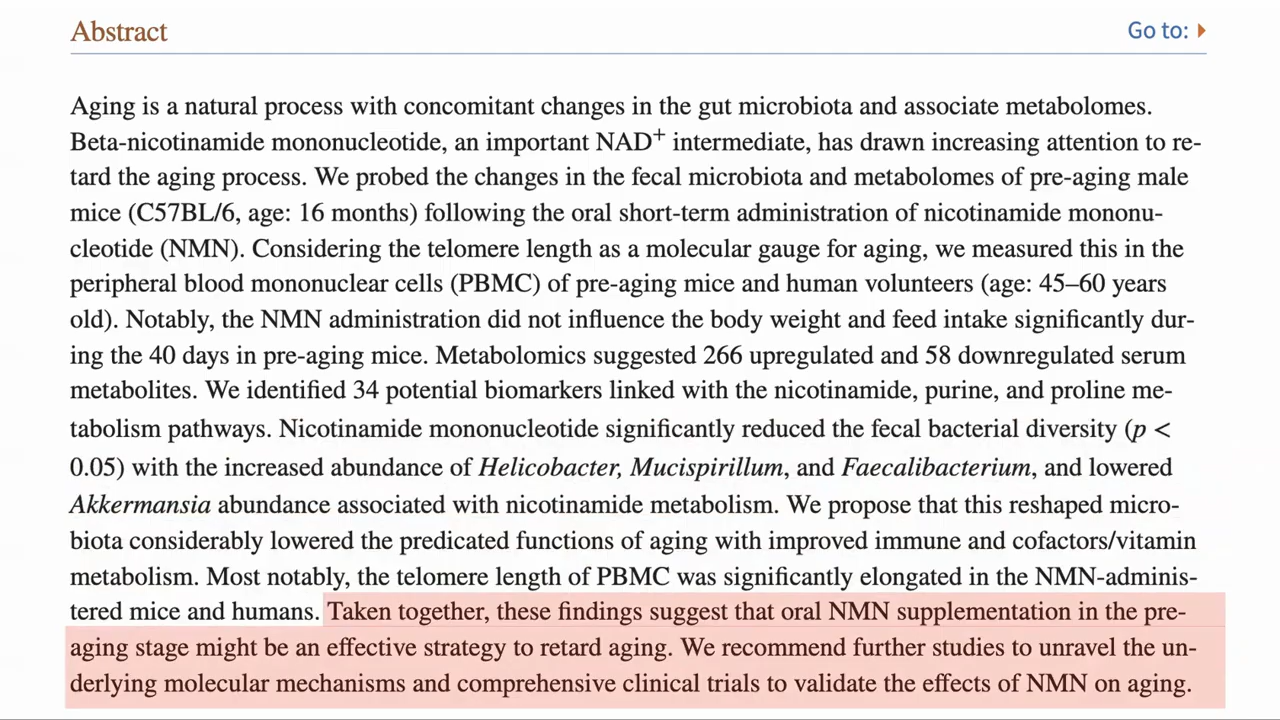 Abstract
Go to:
Aging is a natural process with concomitant changes in the gut microbiota and associate metabolomes.
Beta-nicotinamide mononucleotide, an important NAD⁺ intermediate, has drawn increasing attention to re-
tard the aging process. We probed the changes in the fecal microbiota and metabolomes of pre-aging male
mice (C57BL/6, age: 16 months) following the oral short-term administration of nicotinamide mononu-
cleotide (NMN). Considering the telomere length as a molecular gauge for aging, we measured this in the
peripheral blood mononuclear cells (PBMC) of pre-aging mice and human volunteers (age: 45–60 years
old). Notably, the NMN administration did not influence the body weight and feed intake significantly dur-
ing the 40 days in pre-aging mice. Metabolomics suggested 266 upregulated and 58 downregulated serum
metabolites. We identified 34 potential biomarkers linked with the nicotinamide, purine, and proline me-
tabolism pathways. Nicotinamide mononucleotide significantly reduced the fecal bacterial diversity (p <
0.05) with the increased abundance of Helicobacter, Mucispirillum, and Faecalibacterium, and lowered
Akkermansia abundance associated with nicotinamide metabolism. We propose that this reshaped micro-
biota considerably lowered the predicated functions of aging with improved immune and cofactors/vitamin
metabolism. Most notably, the telomere length of PBMC was significantly elongated in the NMN-adminis-
tered mice and humans. Taken together, these findings suggest that oral NMN supplementation in the pre-
aging stage might be an effective strategy to retard aging. We recommend further studies to unravel the un-
derlying molecular mechanisms and comprehensive clinical trials to validate the effects of NMN on aging.